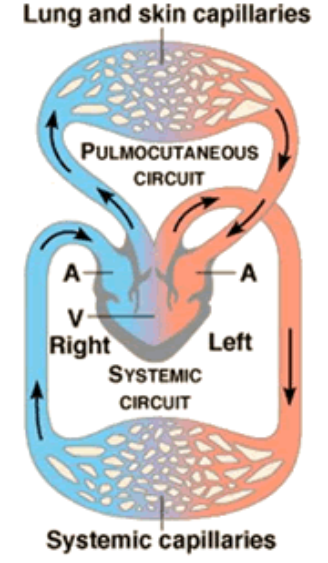 Lung and skin capillaries
PULMOCUTANEOUS
CIRCUIT
A
A
V
Right
Left
SYSTEMIC
CIRCUIT
Systemic capillaries